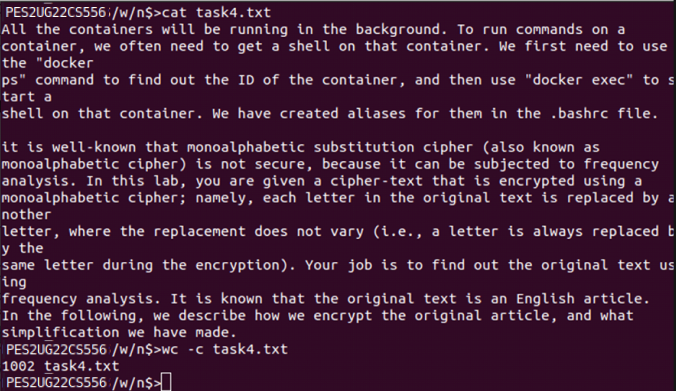 PES2UG22CS556:/w/n$>cat task4.txt
All the containers will be running in the background. To run commands on a
container, we often need to get a shell on that container. We first need to use
the "docker
ps" command to find out the ID of the container, and then use "docker exec" to s
tart a
shell on that container. We have created aliases for them in the .bashrc file.

it is well-known that monoalphabetic substitution cipher (also known as
monoalphabetic cipher) is not secure, because it can be subjected to frequency
analysis. In this lab, you are given a cipher-text that is encrypted using a
monoalphabetic cipher; namely, each letter in the original text is replaced by a
nother
letter, where the replacement does not vary (i.e., a letter is always replaced b
y the
same letter during the encryption). Your job is to find out the original text us
ing
frequency analysis. It is known that the original text is an English article.
In the following, we describe how we encrypt the original article, and what
simplification we have made.
PES2UG22CS556:/w/n$>wc -c task4.txt
1002 task4.txt
PES2UG22CS556:/w/n$>